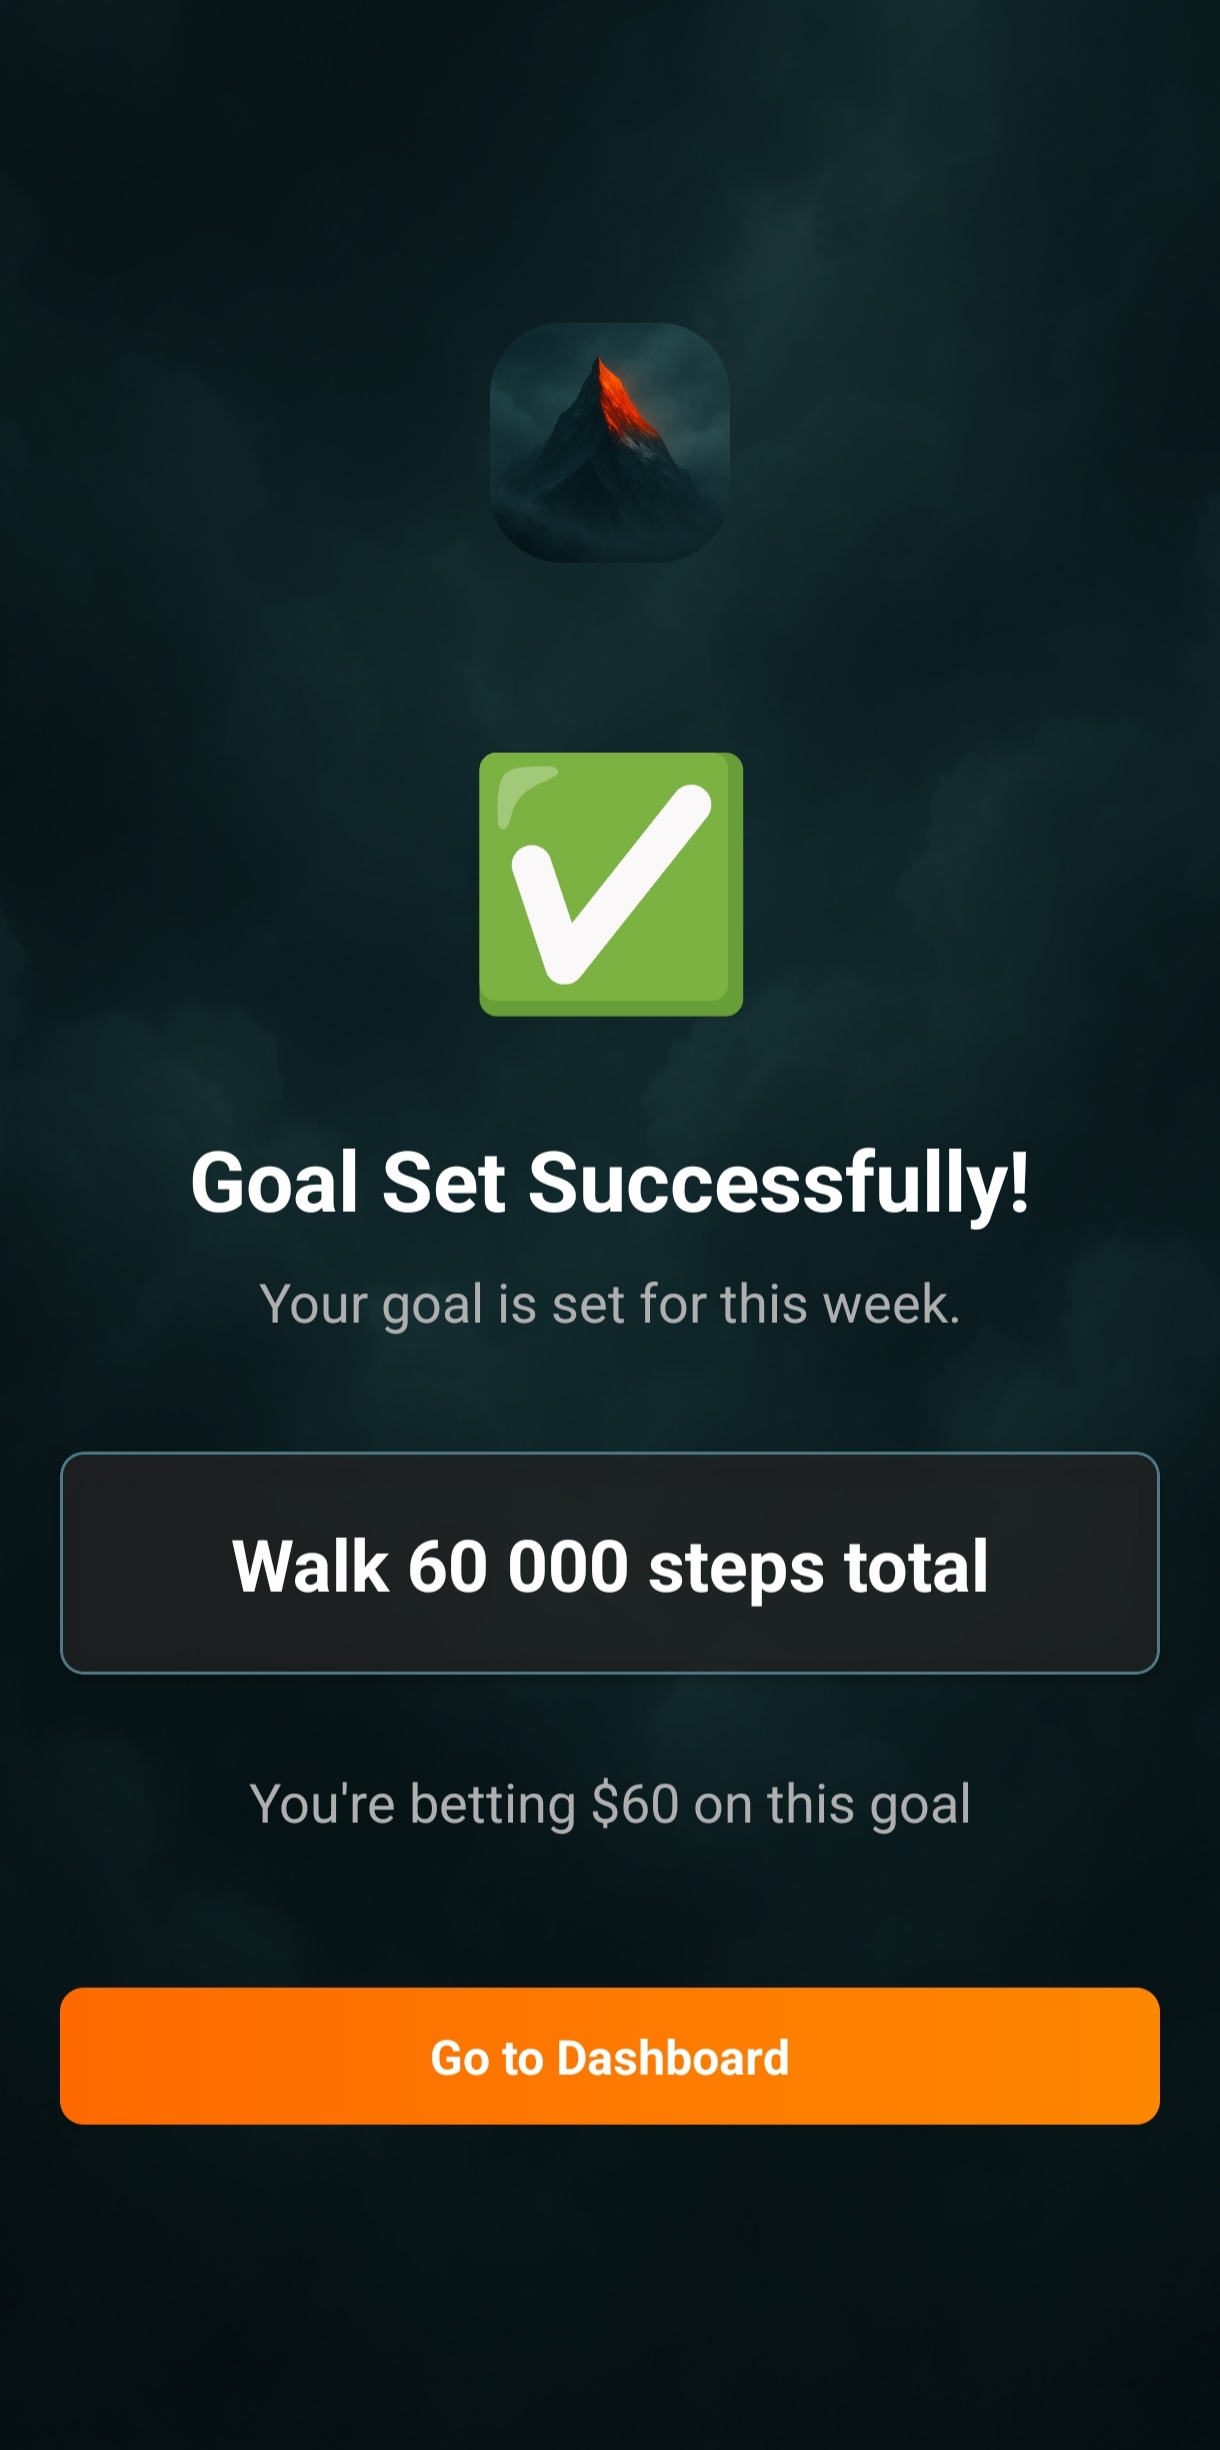 Goal Set Successfully!
Your goal is set for this week.
Walk 60 000 steps total
You're betting $60 on this goal
Go to Dashboard